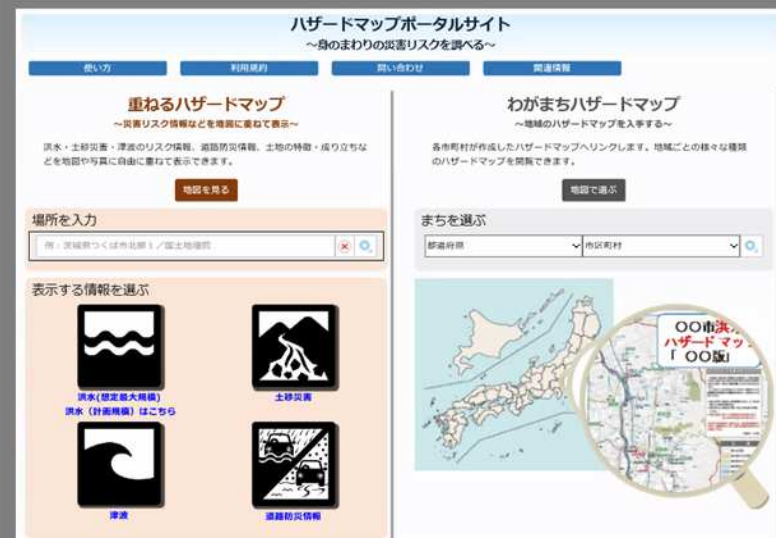 ハザードマップポータルサイト
～身のまわりの災害リスクを調べる～
使い方
利用規約
問い合わせ
関連情報
重ねるハザードマップ
～災害リスク情報などを地図に重ねて表示～
洪水・土砂災害・津波のリスク情報、道路防災情報、土地の特徴・成り立ちな
どを地図や写真に自由に重ねて表示できます。
地図を見る
場所を入力
例：茨城県つくば市北郷１／国土地理院
表示する情報を選ぶ
洪水(想定最大規模)
洪水（計画規模）はこちら
土砂災害
津波
道路防災情報
わがまちハザードマップ
～地域のハザードマップを入手する～
各市町村が作成したハザードマップへリンクします。地域ごとの様々な種類
のハザードマップを閲覧できます。
地図で選ぶ
まちを選ぶ
都道府県
市区町村
〇〇市洪水
ハザードマップ
「 〇〇版」